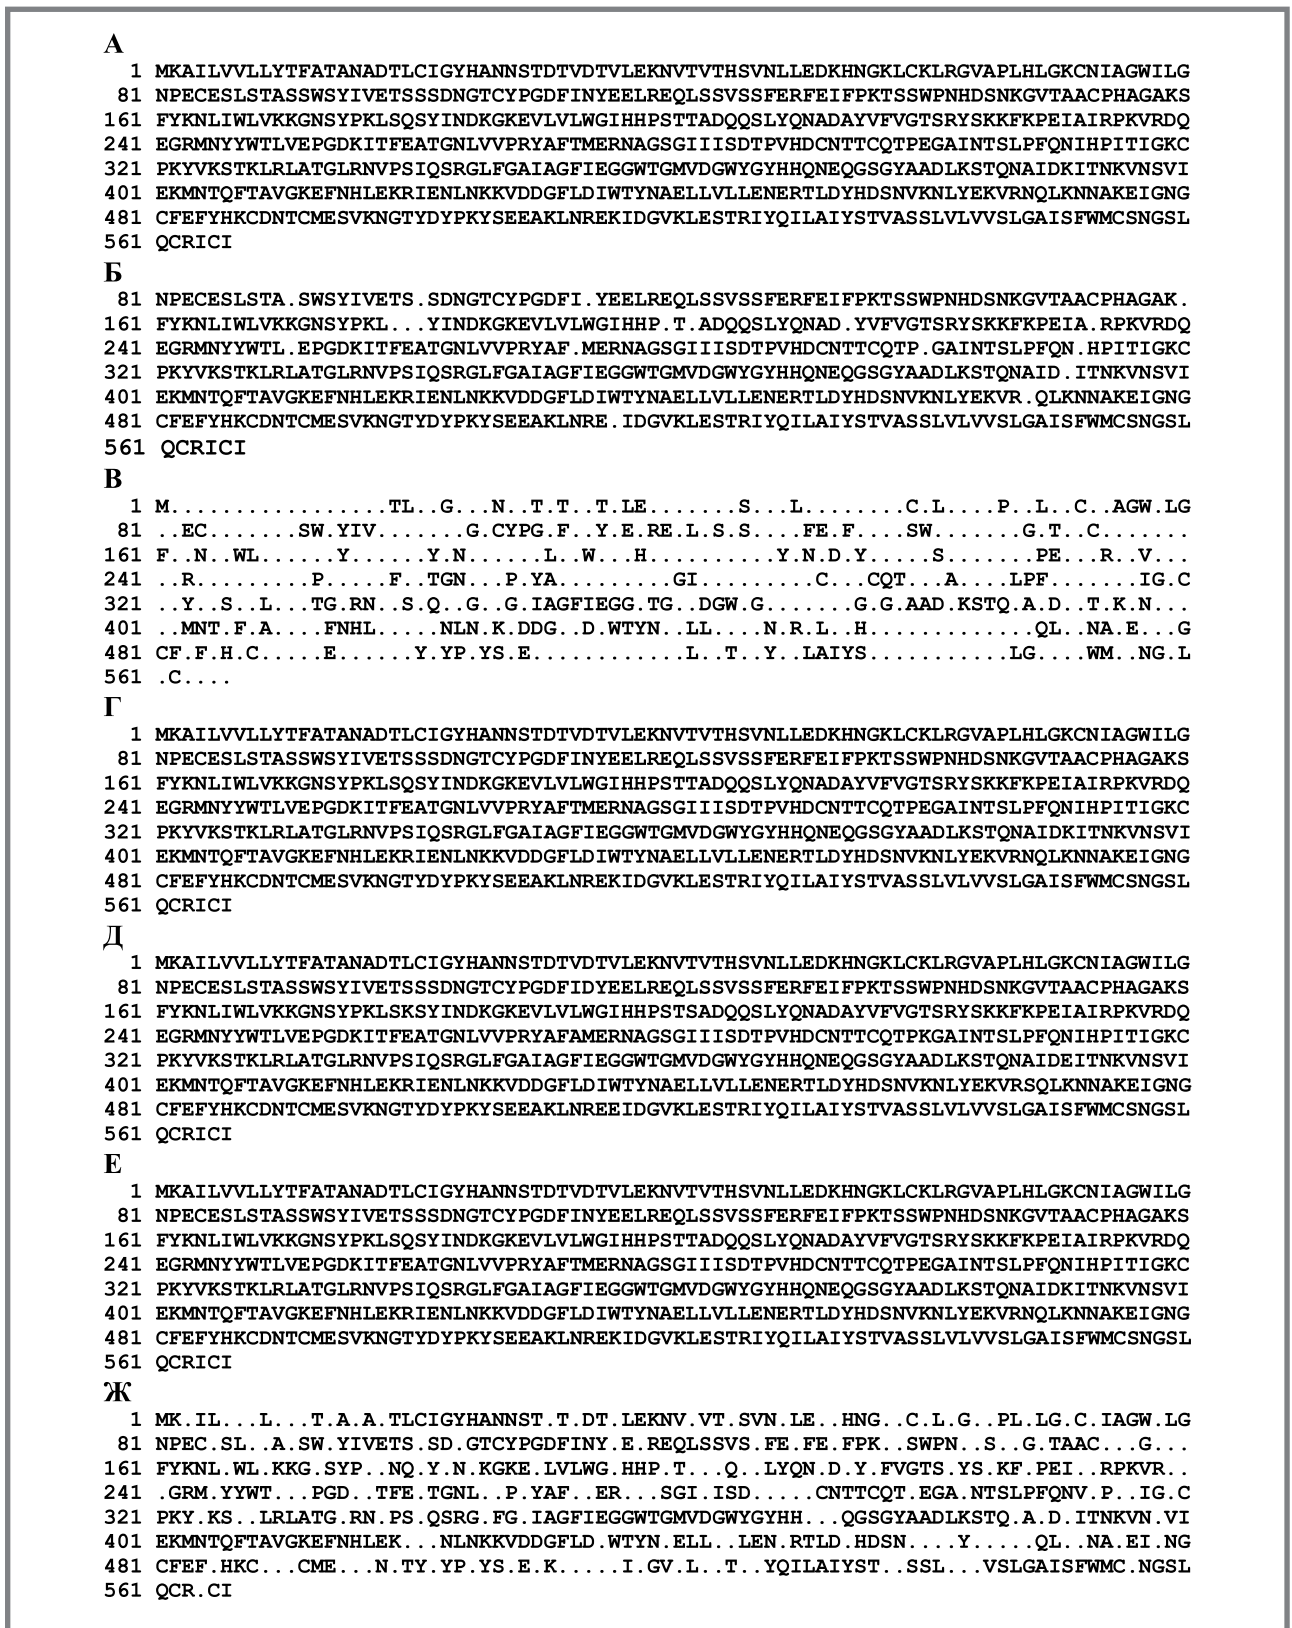 А
1 MKAILVVLLYTFATANADTLCIGYHANNSTDTVDTVLEKNVTVTHSVNLLEDKHNGKLCKLRGVAPLHLGKCNIAGWILG
81 NPECESLSTASSWSYIVETSSSDNGTCYPGDFINYEELREQLSSVSSFERFEIFPKTSSWPNHDSNKGVTAACPHAGAKS
161 FYKNLIWLVKKGNSYPKLSQSYINDKGKEVLVLWGIHHPSTTADQQSLYQNADAYVFVGTSRYSKKFKPEIAIRPKVRDQ
241 EGRMNYYWTLVEPGDKITFEATGNLVVPRYAFTMERNAGSGIIISDTPVHDCNTTCQTPEGAINTSLPFQNIHPITIGKC
321 PKYVKSTKLRLATGLRNVPSIQSRGLFGAIAGFIEGGWTGMVDGWYGYHHQNEQGSGYAADLKSTQNAIDKITNKVNSVI
401 EKMNTQFTAVGKEFNHLEKRIENLNKKVDDGFLDIWTYNAELLVLLENERTLDYHDSNVKNLYEKVRNQLKNNAKEIGNG
481 CFEFYHKCDNTCMESVKNGTYDYPKYSEEAKLNREKIDGVKLESTRIYQILAIYSTVASSLVLVVSLGAISFWMCSNGSL
561 QCRICI
Б
81 NPECESLSTA.SWSYIVETS.SDNGTCYPGDFI.YEELREQLSSVSSFERFEIFPKTSSWPNHDSNKGVTAACPHAGAK.
161 FYKNLIWLVKKGNSYPKL...YINDKGKEVLVLWGIHHP.T.ADQQSLYQNAD.YVFVGTSRYSKKFKPEIA.RPKVRDQ
241 EGRMNYYWTL.EPGDKITFEATGNLVVPRYAF.MERNAGSGIIISDTPVHDCNTTCQTP.GAINTSLPFQN.HPITIGKC
321 PKYVKSTKLRLATGLRNVPSIQSRGLFGAIAGFIEGGWTGMVDGWYGYHHQNEQGSGYAADLKSTQNAID.ITNKVNSVI
401 EKMNTQFTAVGKEFNHLEKRIENLNKKVDDGFLDIWTYNAELLVLLENERTLDYHDSNVKNLYEKVR.QLKNNAKEIGNG
481 CFEFYHKCDNTCMESVKNGTYDYPKYSEEAKLNRE.IDGVKLESTRIYQILAIYSTVASSLVLVVSLGAISFWMCSNGSL
561 QCRICI
В
1 M.................TL..G...N..T.T..T.LE.......S...L........C.L....P..L..C..AGW.LG
81 ..EC........SW.YIV.......G.CYPG.F..Y.E.RE.L.S.S....FE.F....SW.......G.T..C.......
161 F..N..WL......Y......Y.N......L..W...H..........Y.N.D.Y.....S.......PE...R..V...
241 ..R.........P.....F..TGN...P.YA.........GI.........C...CQT...A....LPF.......IG.C
321 ..Y..S..L...TG.RN..S.Q..G..G.IAGFIEGG.TG..DGW.G.......G.G.AAD.KSTQ.A.D..T.K.N...
401 ..MNT.F.A....FNHL.....NLN.K.DDG..D.WTYN..LL....N.R.L..H.............QL..NA.E...G
481 CF.F.H.C.....E......Y.YP.YS.E............L..T..Y..LAIYS...........LG....WM..NG.L
561 .C....
Г
1 MKAILVVLLYTFATANADTLCIGYHANNSTDTVDTVLEKNVTVTHSVNLLEDKHNGKLCKLRGVAPLHLGKCNIAGWILG
81 NPECESLSTASSWSYIVETSSSDNGTCYPGDFINYEELREQLSSVSSFERFEIFPKTSSWPNHDSNKGVTAACPHAGAKS
161 FYKNLIWLVKKGNSYPKLSQSYINDKGKEVLVLWGIHHPSTTADQQSLYQNADAYVFVGTSRYSKKFKPEIAIRPKVRDQ
241 EGRMNYYWTLVEPGDKITFEATGNLVVPRYAFTMERNAGSGIIISDTPVHDCNTTCQTPEGAINTSLPFQNIHPITIGKC
321 PKYVKSTKLRLATGLRNVPSIQSRGLFGAIAGFIEGGWTGMVDGWYGYHHQNEQGSGYAADLKSTQNAIDKITNKVNSVI
401 EKMNTQFTAVGKEFNHLEKRIENLNKKVDDGFLDIWTYNAELLVLLENERTLDYHDSNVKNLYEKVRNQLKNNAKEIGNG
481 CFEFYHKCDNTCMESVKNGTYDYPKYSEEAKLNREKIDGVKLESTRIYQILAIYSTVASSLVLVVSLGAISFWMCSNGSL
561 QCRICI
Д
1 MKAILVVLLYTFATANADTLCIGYHANNSTDTVDTVLEKNVTVTHSVNLLEDKHNGKLCKLRGVAPLHLGKCNIAGWILG
81 NPECESLSTASSWSYIVETSSSDNGTCYPGDFIDYEELREQLSSVSSFERFEIFPKTSSWPNHDSNKGVTAACPHAGAKS
161 FYKNLIWLVKKGNSYPKLSKSYINDKGKEVLVLWGIHHPSTSADQQSLYQNADAYVFVGTSRYSKKFKPEIAIRPKVRDQ
241 EGRMNYYWTLVEPGDKITFEATGNLVVPRYAFAMERNAGSGIIISDTPVHDCNTTCQTPKGAINTSLPFQNIHPITIGKC
321 PKYVKSTKLRLATGLRNVPSIQSRGLFGAIAGFIEGGWTGMVDGWYGYHHQNEQGSGYAADLKSTQNAIDEITNKVNSVI
401 EKMNTQFTAVGKEFNHLEKRIENLNKKVDDGFLDIWTYNAELLVLLENERTLDYHDSNVKNLYEKVRSQLKNNAKEIGNG
481 CFEFYHKCDNTCMESVKNGTYDYPKYSEEAKLNREEIDGVKLESTRIYQILAIYSTVASSLVLVVSLGAISFWMCSNGSL
561 QCRICI
Е
1 MKAILVVLLYTFATANADTLCIGYHANNSTDTVDTVLEKNVTVTHSVNLLEDKHNGKLCKLRGVAPLHLGKCNIAGWILG
81 NPECESLSTASSWSYIVETSSSDNGTCYPGDFINYEELREQLSSVSSFERFEIFPKTSSWPNHDSNKGVTAACPHAGAKS
161 FYKNLIWLVKKGNSYPKLSQSYINDKGKEVLVLWGIHHPSTTADQQSLYQNADAYVFVGTSRYSKKFKPEIAIRPKVRDQ
241 EGRMNYYWTLVEPGDKITFEATGNLVVPRYAFTMERNAGSGIIISDTPVHDCNTTCQTPEGAINTSLPFQNIHPITIGKC
321 PKYVKSTKLRLATGLRNVPSIQSRGLFGAIAGFIEGGWTGMVDGWYGYHHQNEQGSGYAADLKSTQNAIDKITNKVNSVI
401 EKMNTQFTAVGKEFNHLEKRIENLNKKVDDGFLDIWTYNAELLVLLENERTLDYHDSNVKNLYEKVRNQLKNNAKEIGNG
481 CFEFYHKCDNTCMESVKNGTYDYPKYSEEAKLNREKIDGVKLESTRIYQILAIYSTVASSLVLVVSLGAISFWMCSNGSL
561 QCRICI
Ж
1 MK.IL...L...T.A.A.TLCIGYHANNST.T.DT.LEKNV.VT.SVN.LE..HNG..C.L.G..PL.LG.C.IAGW.LG
81 NPEC.SL..A.SW.YIVETS.SD.GTCYPGDFINY.E.REQLSSVS.FE.FE.FPK..SWPN..S..G.TAAC...G...
161 FYKNL.WL.KKG.SYP..NQ.Y.N.KGKE.LVLWG.HHP.T...Q..LYQN.D.Y.FVGTS.YS.KF.PEI..RPKVR..
241 .GRM.YYWT...PGD..TFE.TGNL..P.YAF..ER...SGI.ISD.....CNTTCQT.EGA.NTSLPFQNV.P..IG.C
321 PKY.KS..LRLATG.RN.PS.QSRG.FG.IAGFIEGGWTGMVDGWYGYHH...QGSGYAADLKSTQ.A.D.ITNKVN.VI
401 EKMNTQFTAVGKEFNHLEK...NLNKKVDDGFLD.WTYN.ELL..LEN.RTLD.HDSN....Y.....QL..NA.EI.NG
481 CFEF.HKC...CME...N.TY.YP.YS.E.K.....I.GV.L..T..YQILAIYST..SSL...VSLGAISFWMC.NGSL
561 QCR.CI